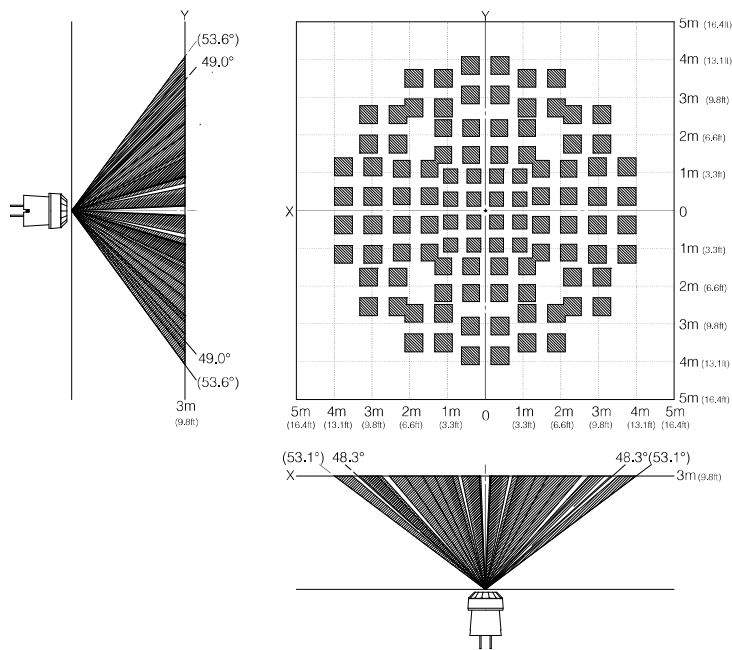 Y
(53.6°)
49.0°
49.0°
(53.6°)
3m
(9.8ft)
Y
5m (16.4ft)
4m (13.1ft)
3m (9.8ft)
2m (6.6ft)
1m (3.3ft)
X 0
1m (3.3ft)
2m (6.6ft)
3m (9.8ft)
4m (13.1ft)
5m (16.4ft)
5m 4m 3m 2m 1m 0 1m 2m 3m 4m 5m
(16.4ft) (13.1ft) (9.8ft) (6.6ft) (3.3ft) (3.3ft) (6.6ft) (9.8ft) (13.1ft) (16.4ft)
(53.1°) 48.3° 48.3° (53.1°)
X 3m (9.8ft)